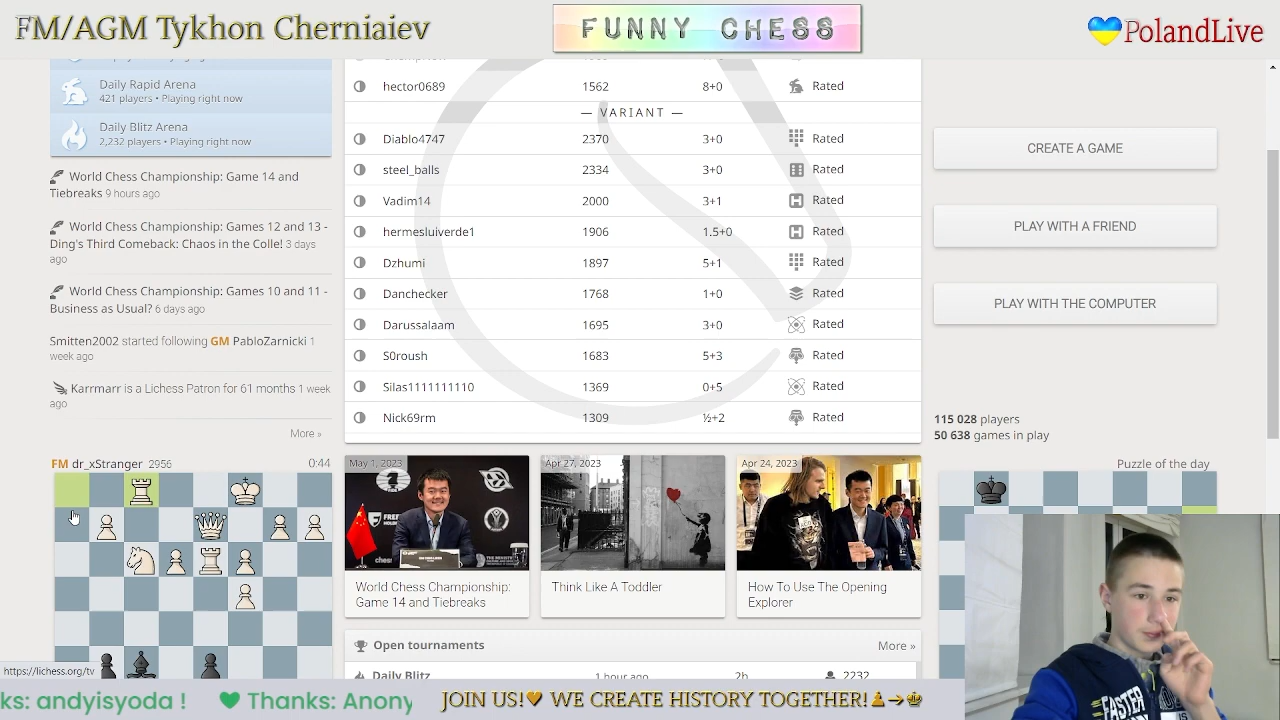 FM/AGM Tykhon Cherniaiev
FUNNY CHESS
PolandLive
Daily Rapid Arena
421 players • Playing right now
Daily Blitz Arena
2 232 players • Playing right now
World Chess Championship: Game 14 and
Tiebreaks 9 hours ago
World Chess Championship: Games 12 and 13 -
Ding's Third Comeback: Chaos in the Colle! 3 days
ago
World Chess Championship: Games 10 and 11 -
Business as Usual? 6 days ago
Smitten2002 started following GM PabloZarnicki 1
week ago
Karrmarr is a Lichess Patron for 61 months 1 week
ago
More »
FM dr_xStranger 2956 0:44
https://lichess.org/tv
hector0689 1562 8+0 Rated
— VARIANT —
Diablo4747 2370 3+0 Rated
steel_balls 2334 3+0 Rated
Vadim14 2000 3+1 Rated
hermesluiverde1 1906 1.5+0 Rated
Dzhumi 1897 5+1 Rated
Danchecker 1768 1+0 Rated
Darussalaam 1695 3+0 Rated
S0roush 1683 5+3 Rated
Silas1111111110 1369 0+5 Rated
Nick69rm 1309 ½+2 Rated
May 1, 2023
World Chess Championship:
Game 14 and Tiebreaks
Apr 27, 2023
Think Like A Toddler
Apr 24, 2023
How To Use The Opening
Explorer
Open tournaments More »
Daily Blitz 1 hour ago 2h 2232
CREATE A GAME
PLAY WITH A FRIEND
PLAY WITH THE COMPUTER
115 028 players
50 638 games in play
Puzzle of the day
FASTER
ks: andyisyoda ! Thanks: Anony
JOIN US! WE CREATE HISTORY TOGETHER!